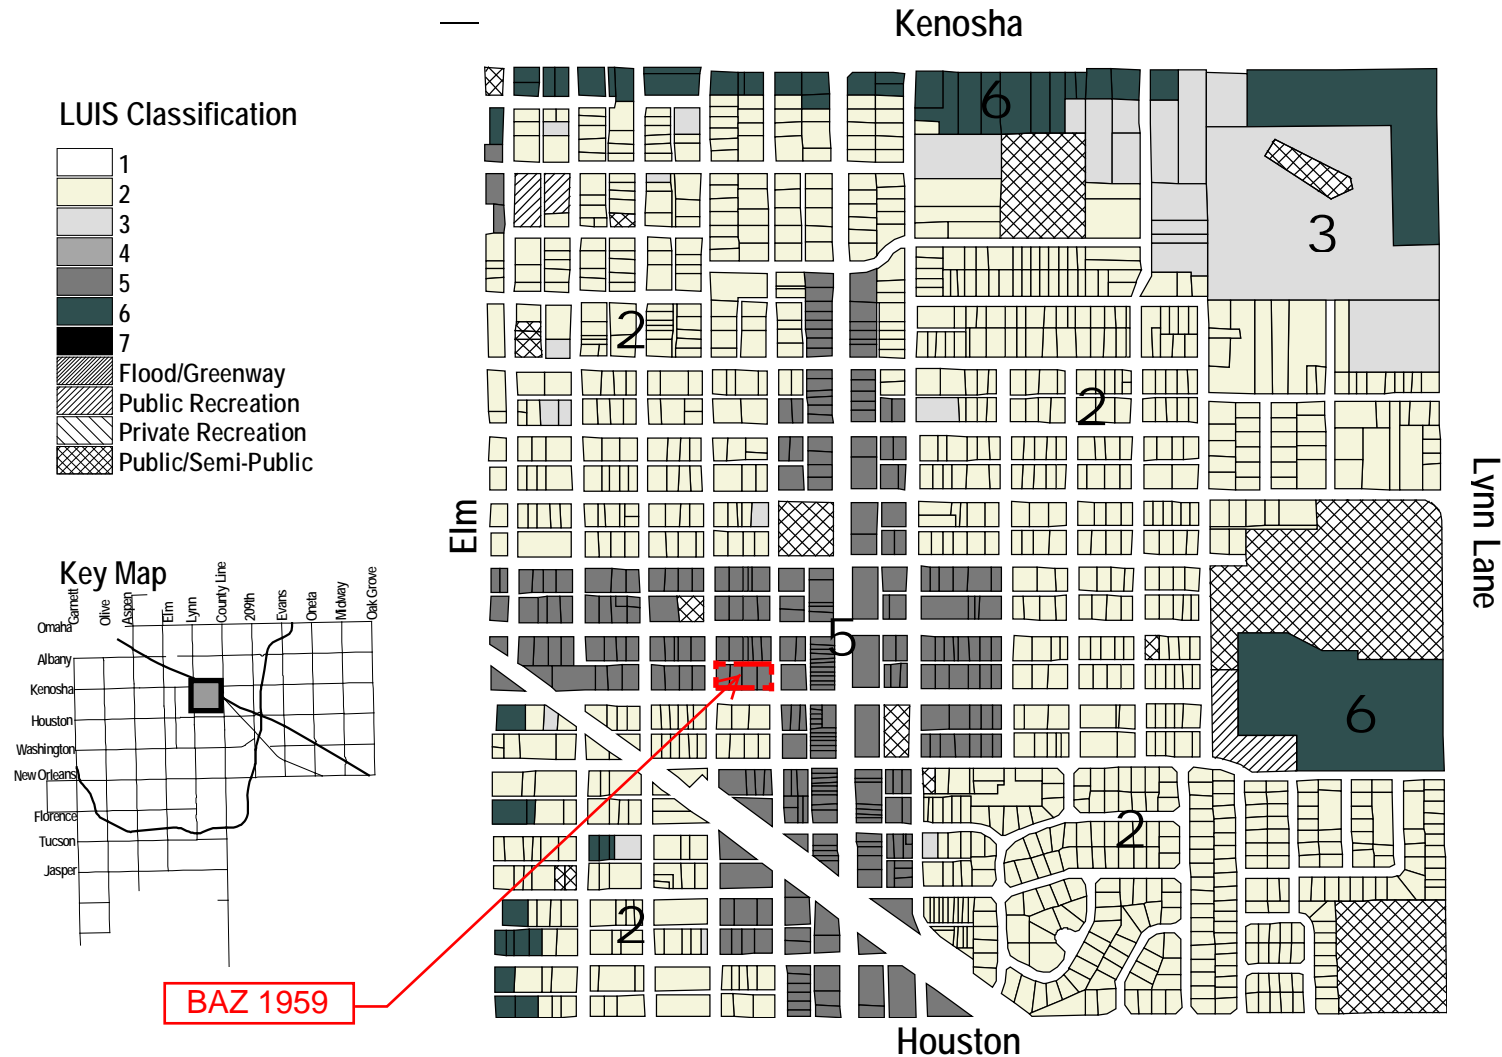 Kenosha
LUIS Classification
1
2
3
4
5
6
7
Flood/Greenway
Public Recreation
Private Recreation
Public/Semi-Public
6
3
2
2
5
6
2
2
Elm
Lynn Lane
Houston
Key Map
Garnett
Olive
Aspen
Elm
Lynn
County Line
209th
Evans
Oneta
Midway
Oak Grove
Omaha
Albany
Kenosha
Houston
Washington
New Orleans
Florence
Tucson
Jasper
BAZ 1959